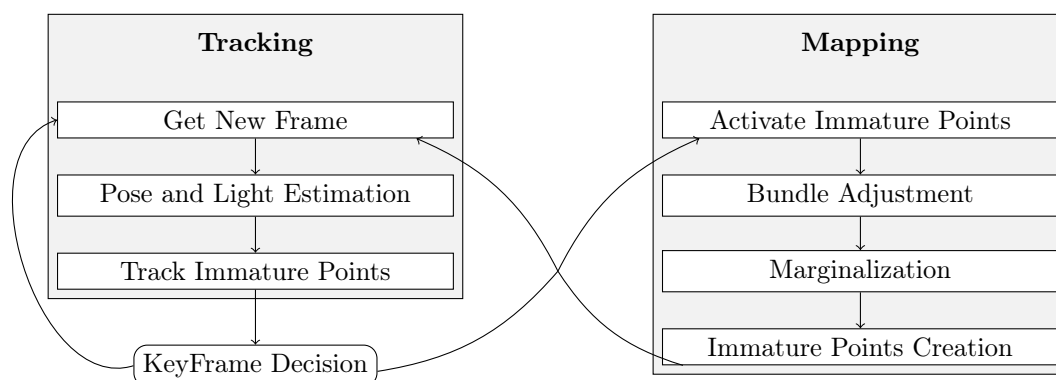 Tracking
Get New Frame
Pose and Light Estimation
Track Immature Points
KeyFrame Decision
Mapping
Activate Immature Points
Bundle Adjustment
Marginalization
Immature Points Creation